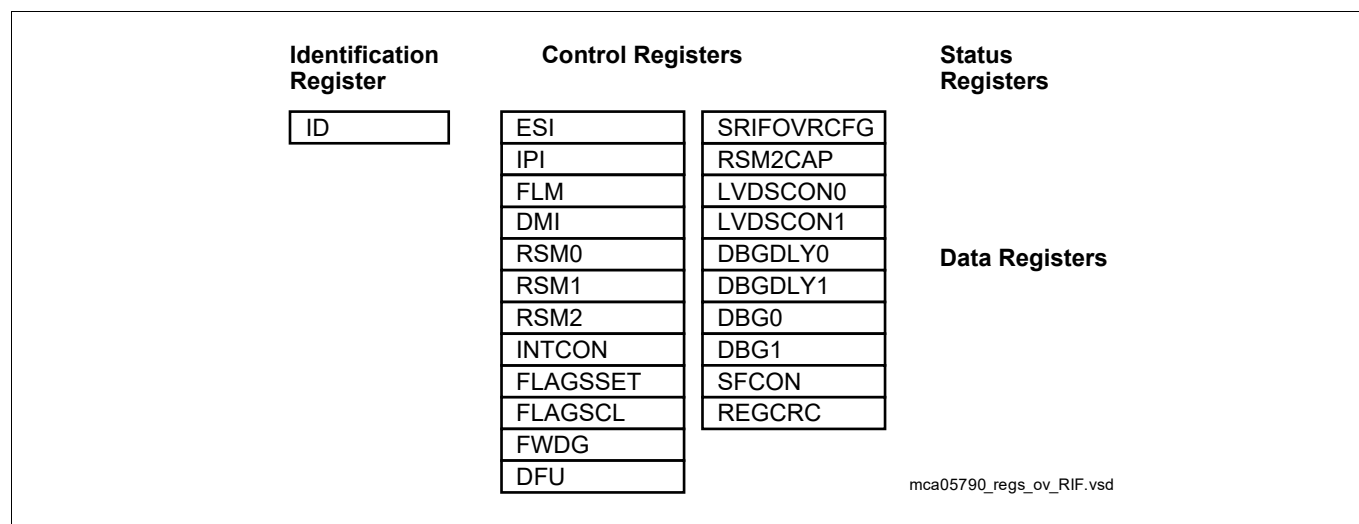 Identification
Register
ID
Control Registers
ESI
IPI
FLM
DMI
RSM0
RSM1
RSM2
INTCON
FLAGSSET
FLAGSCL
FWDG
DFU
SRIFOVRCFG
RSM2CAP
LVDSCON0
LVDSCON1
DBGDLY0
DBGDLY1
DBG0
DBG1
SFCON
REGCRC
Status
Registers
Data Registers
mca05790_regs_ov_RIF.vsd